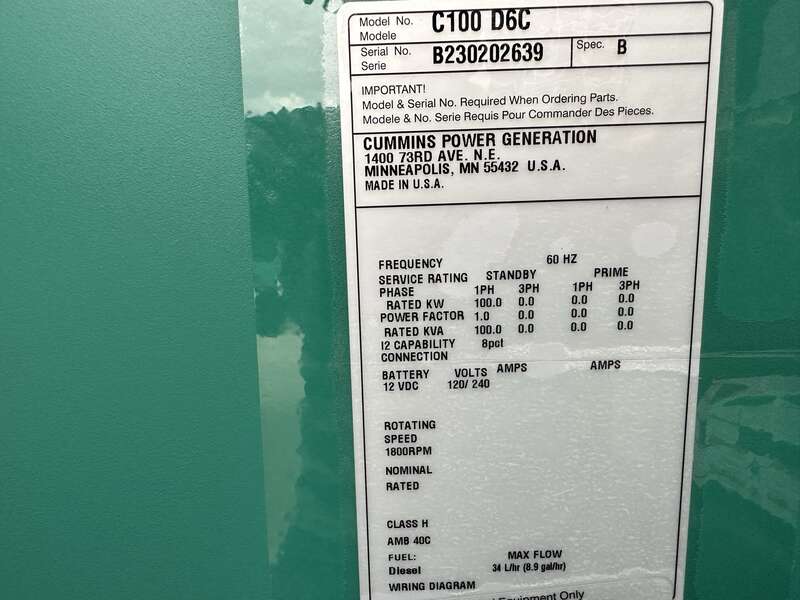 Model No. C100 D6C
Modele
Serial No. B230202639 Spec. B
Serie
IMPORTANT!
Model & Serial No. Required When Ordering Parts.
Modele & No. Serie Requis Pour Commander Des Pieces.
CUMMINS POWER GENERATION
1400 73RD AVE. N.E.
MINNEAPOLIS, MN 55432 U.S.A.
MADE IN U.S.A.
FREQUENCY 60 HZ
SERVICE RATING STANDBY PRIME
PHASE 1PH 3PH 1PH 3PH
RATED KW 100.0 0.0 0.0 0.0
POWER FACTOR 1.0 0.0 0.0 0.0
RATED KVA 100.0 0.0 0.0 0.0
I2 CAPABILITY 8pct
CONNECTION
BATTERY VOLTS AMPS AMPS
12 VDC 120/ 240
ROTATING
SPEED
1800RPM
NOMINAL
RATED
CLASS H
AMB 40C
FUEL: MAX FLOW
Diesel 34 L/hr (8.9 gal/hr)
WIRING DIAGRAM
Equipment Only